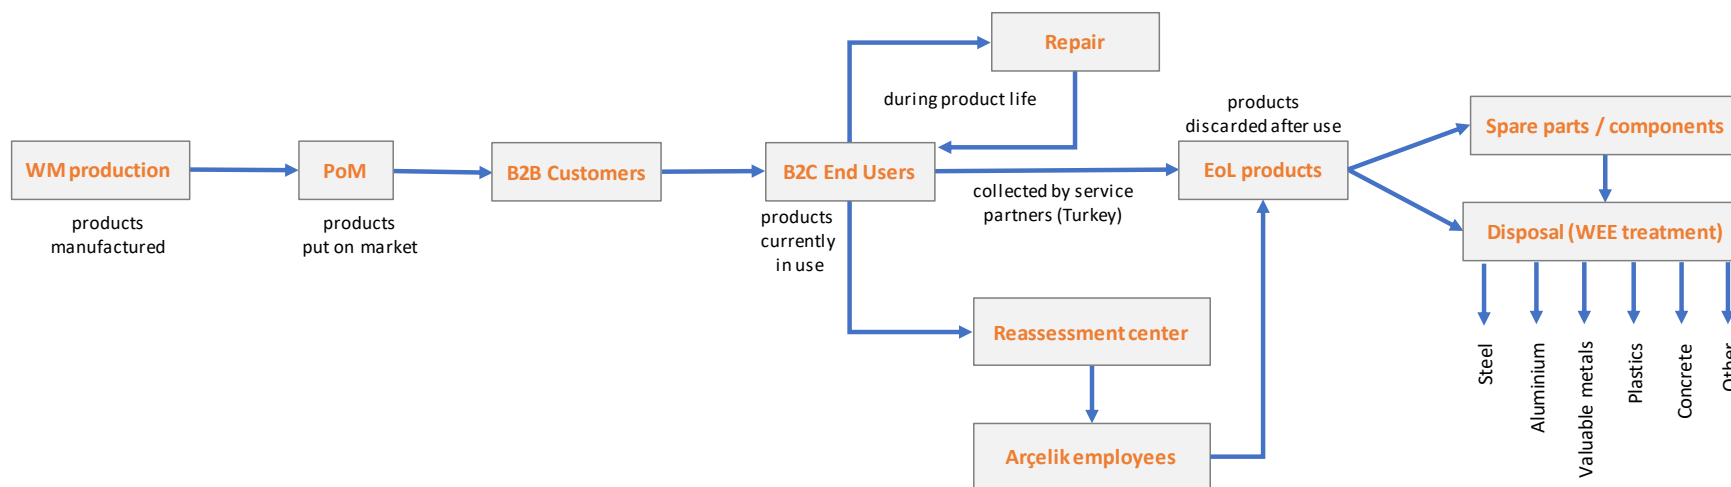 Repair
during product life
products
discarded after use
Spare parts / components
WM production
PoM
B2B Customers
B2C End Users
EoL products
products
manufactured
products
put on market
products
currently
in use
collected by service
partners (Turkey)
Disposal (WEE treatment)
Reassessment center
Arçelik employees
Steel
Aluminium
Valuable metals
Plastics
Concrete
Other